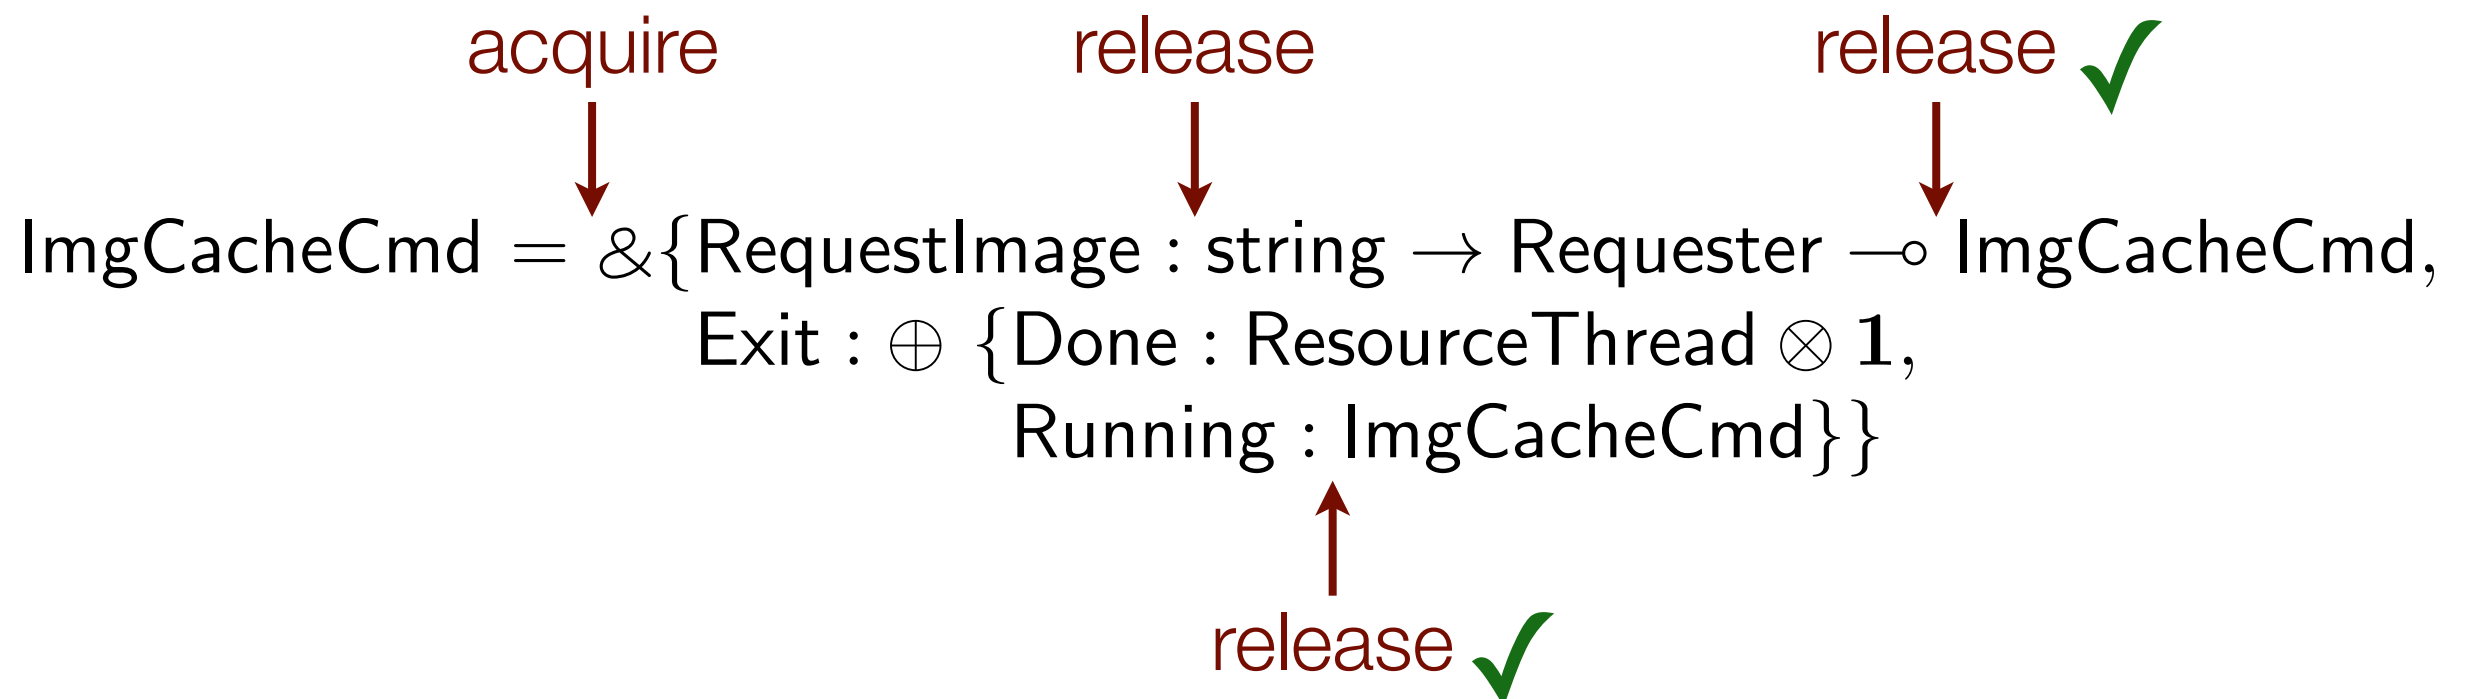 acquire release release ✓
ImgCacheCmd = &{RequestImage : string → Requester ⊸ ImgCacheCmd,
Exit : ⊕ {Done : ResourceThread ⊗ 1,
Running : ImgCacheCmd}}
release ✓